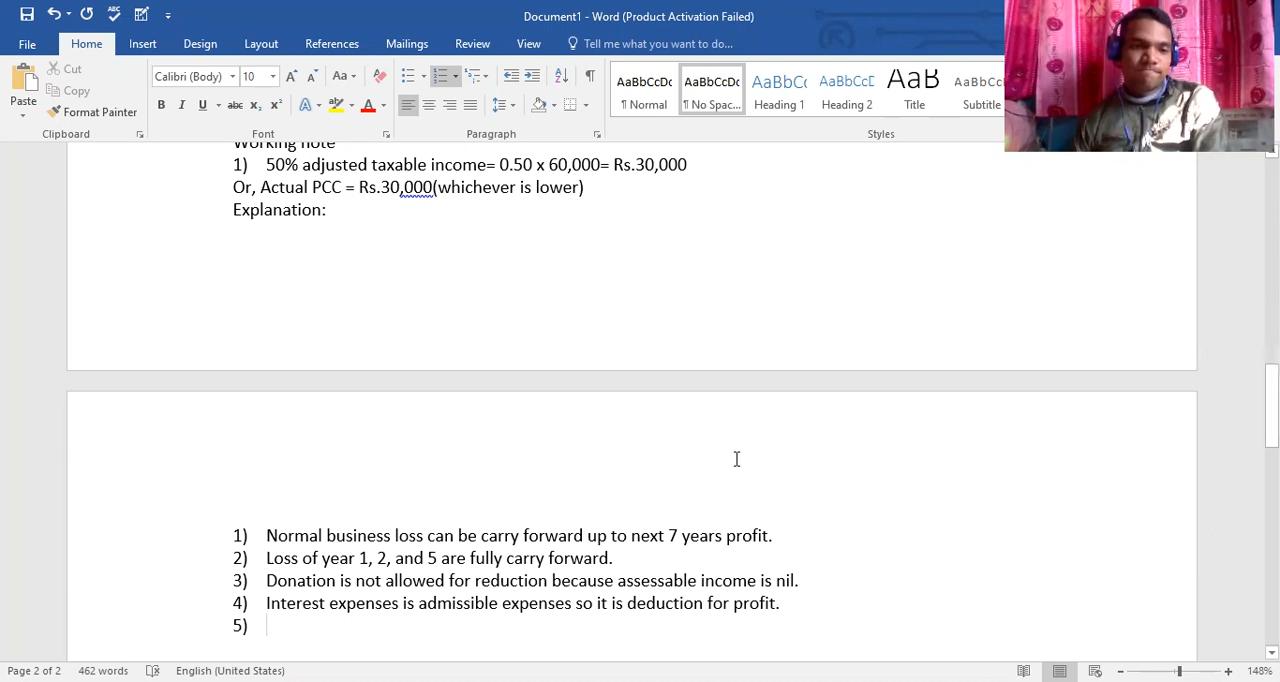 Document1 - Word (Product Activation Failed)
File Home Insert Design Layout References Mailings Review View Tell me what you want to do...
Paste
Cut
Copy
Format Painter
Clipboard
Calibri (Body) 10
Font
Paragraph
AaBbCcDc AaBbCcDc AaBbCc AaBbCcE AaB AaBbCcD
¶ Normal ¶ No Spac... Heading 1 Heading 2 Title Subtitle
Styles
Working note
1) 50% adjusted taxable income= 0.50 x 60,000= Rs.30,000
Or, Actual PCC = Rs.30,000(whichever is lower)
Explanation:
1) Normal business loss can be carry forward up to next 7 years profit.
2) Loss of year 1, 2, and 5 are fully carry forward.
3) Donation is not allowed for reduction because assessable income is nil.
4) Interest expenses is admissible expenses so it is deduction for profit.
5)
Page 2 of 2 462 words English (United States) 148%